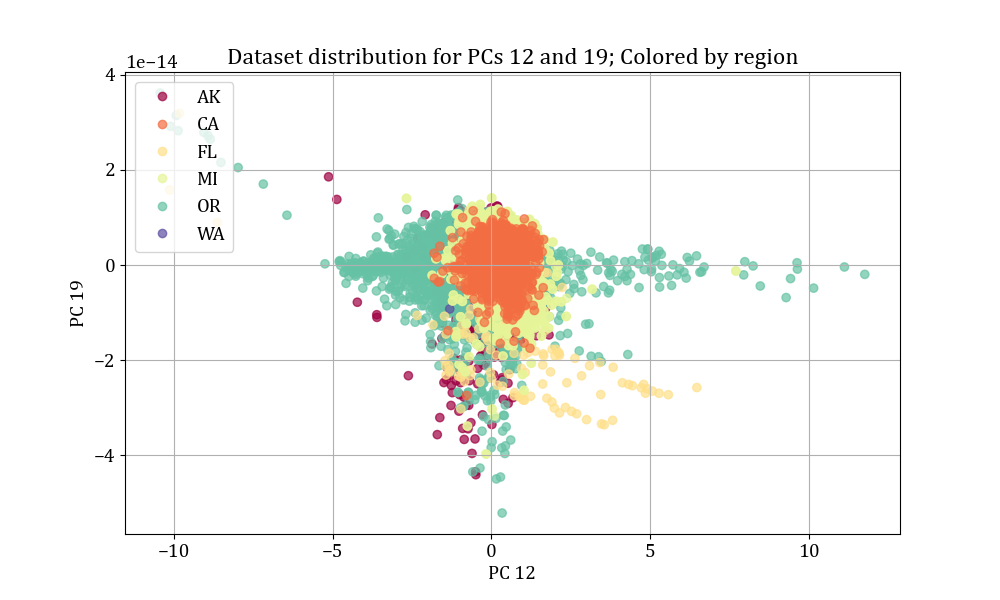 Dataset distribution for PCs 12 and 19; Colored by region
1e−14
4
2
0
−2
−4
PC 19
AK
CA
FL
MI
OR
WA
−10
−5
0
5
10
PC 12